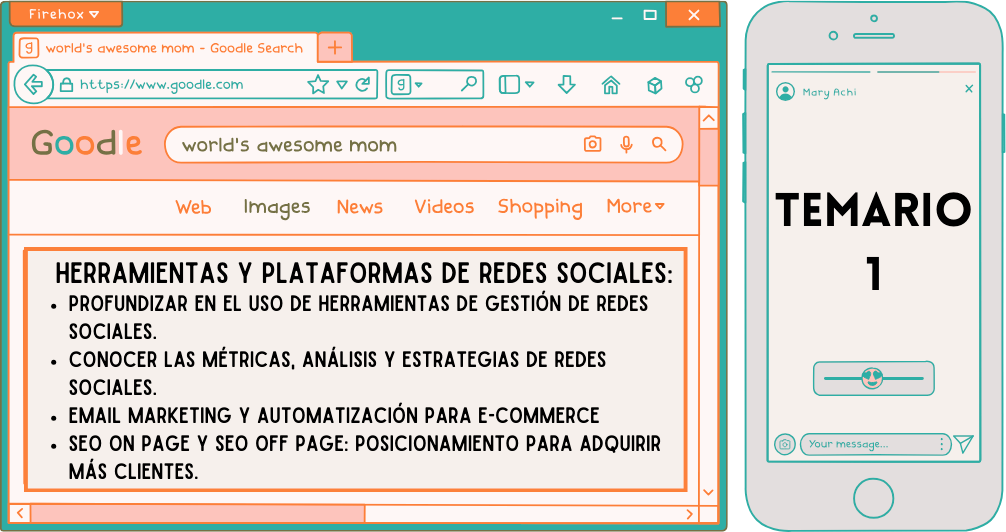 Firehox
g world's awesome mom - Goodle Search
https://www.goodle.com
g
Goodle
world's awesome mom
Web Images News Videos Shopping More
HERRAMIENTAS Y PLATAFORMAS DE REDES SOCIALES:
• PROFUNDIZAR EN EL USO DE HERRAMIENTAS DE GESTIÓN DE REDES
SOCIALES.
• CONOCER LAS MÉTRICAS, ANÁLISIS Y ESTRATEGIAS DE REDES
SOCIALES.
• EMAIL MARKETING Y AUTOMATIZACIÓN PARA E-COMMERCE
• SEO ON PAGE Y SEO OFF PAGE: POSICIONAMIENTO PARA ADQUIRIR
MÁS CLIENTES.
Mary Achi
TEMARIO
1
Your message...